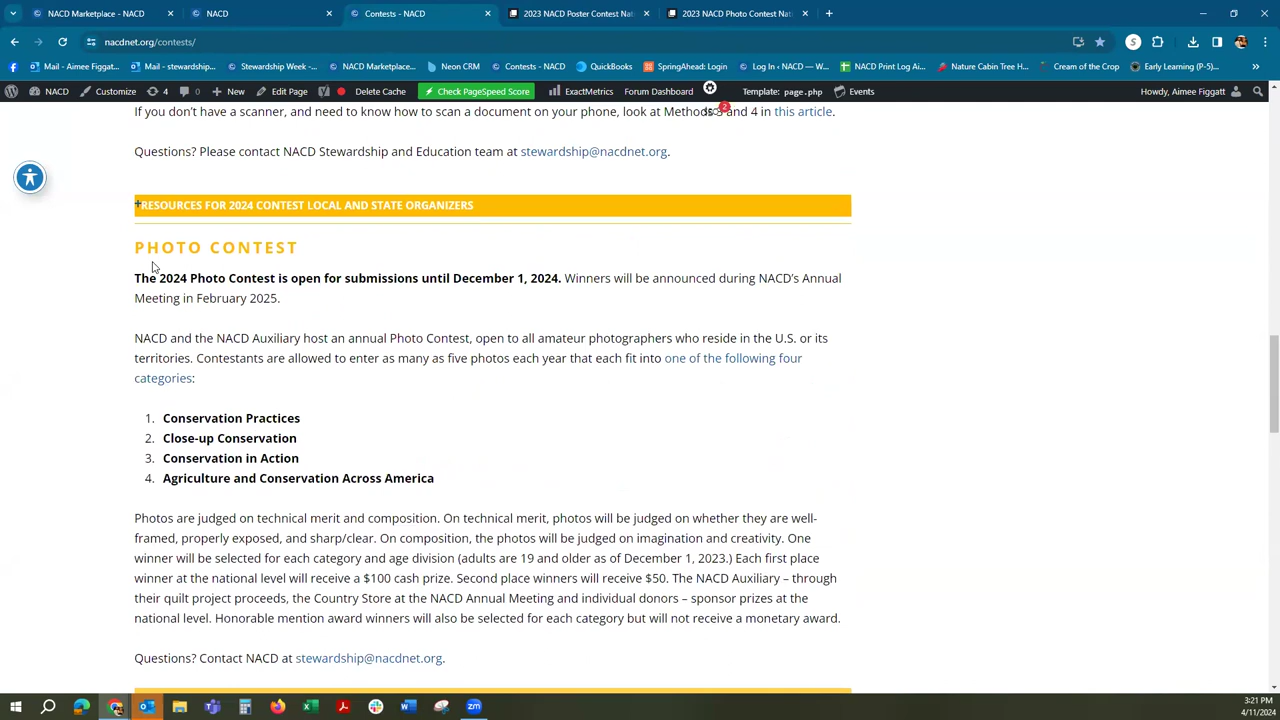 NACD Marketplace - NACD
NACD
Contests - NACD
2023 NACD Poster Contest Nati
2023 NACD Photo Contest Nati
nacdnet.org/contests/
Mail - Aimee Figgat...
Mail - stewardship...
Stewardship Week -...
NACD Marketplace...
Neon CRM
Contests - NACD
QuickBooks
SpringAhead: Login
Log In ‹ NACD — W...
NACD Print Log Ai...
Nature Cabin Tree H...
Cream of the Crop
Early Learning (P-5)...
NACD
Customize
4
0
New
Edit Page
Delete Cache
Check PageSpeed Score
ExactMetrics
Forum Dashboard
Template: page.php
Events
Howdy, Aimee Figgatt
2
If you don't have a scanner, and need to know how to scan a document on your phone, look at Methods 3 and 4 in this article.
Questions? Please contact NACD Stewardship and Education team at stewardship@nacdnet.org.
+RESOURCES FOR 2024 CONTEST LOCAL AND STATE ORGANIZERS
PHOTO CONTEST
The 2024 Photo Contest is open for submissions until December 1, 2024. Winners will be announced during NACD's Annual
Meeting in February 2025.
NACD and the NACD Auxiliary host an annual Photo Contest, open to all amateur photographers who reside in the U.S. or its
territories. Contestants are allowed to enter as many as five photos each year that each fit into one of the following four
categories:
1. Conservation Practices
2. Close-up Conservation
3. Conservation in Action
4. Agriculture and Conservation Across America
Photos are judged on technical merit and composition. On technical merit, photos will be judged on whether they are well-
framed, properly exposed, and sharp/clear. On composition, the photos will be judged on imagination and creativity. One
winner will be selected for each category and age division (adults are 19 and older as of December 1, 2023.) Each first place
winner at the national level will receive a $100 cash prize. Second place winners will receive $50. The NACD Auxiliary – through
their quilt project proceeds, the Country Store at the NACD Annual Meeting and individual donors – sponsor prizes at the
national level. Honorable mention award winners will also be selected for each category but will not receive a monetary award.
Questions? Contact NACD at stewardship@nacdnet.org.
3:21 PM
4/11/2024